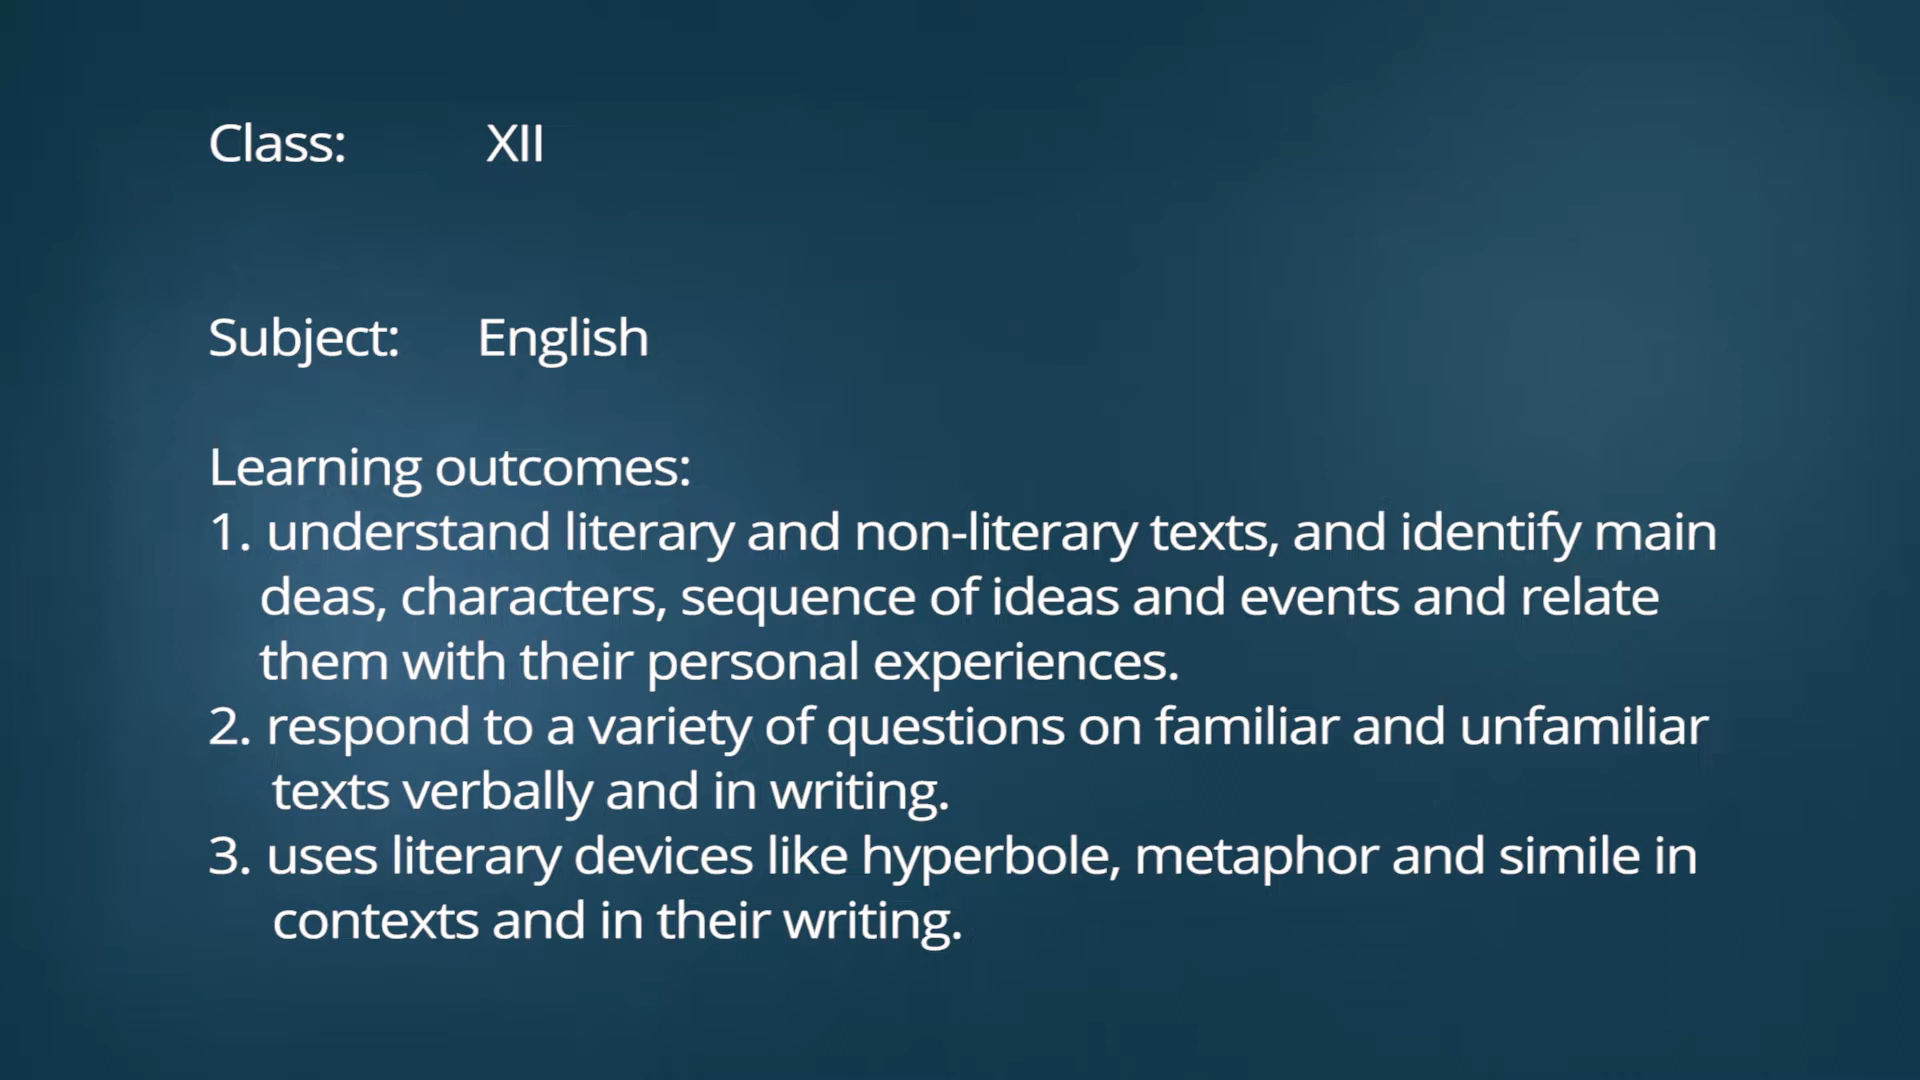 Class: XII
Subject: English
Learning outcomes:
1. understand literary and non-literary texts, and identify main
deas, characters, sequence of ideas and events and relate
them with their personal experiences.
2. respond to a variety of questions on familiar and unfamiliar
texts verbally and in writing.
3. uses literary devices like hyperbole, metaphor and simile in
contexts and in their writing.